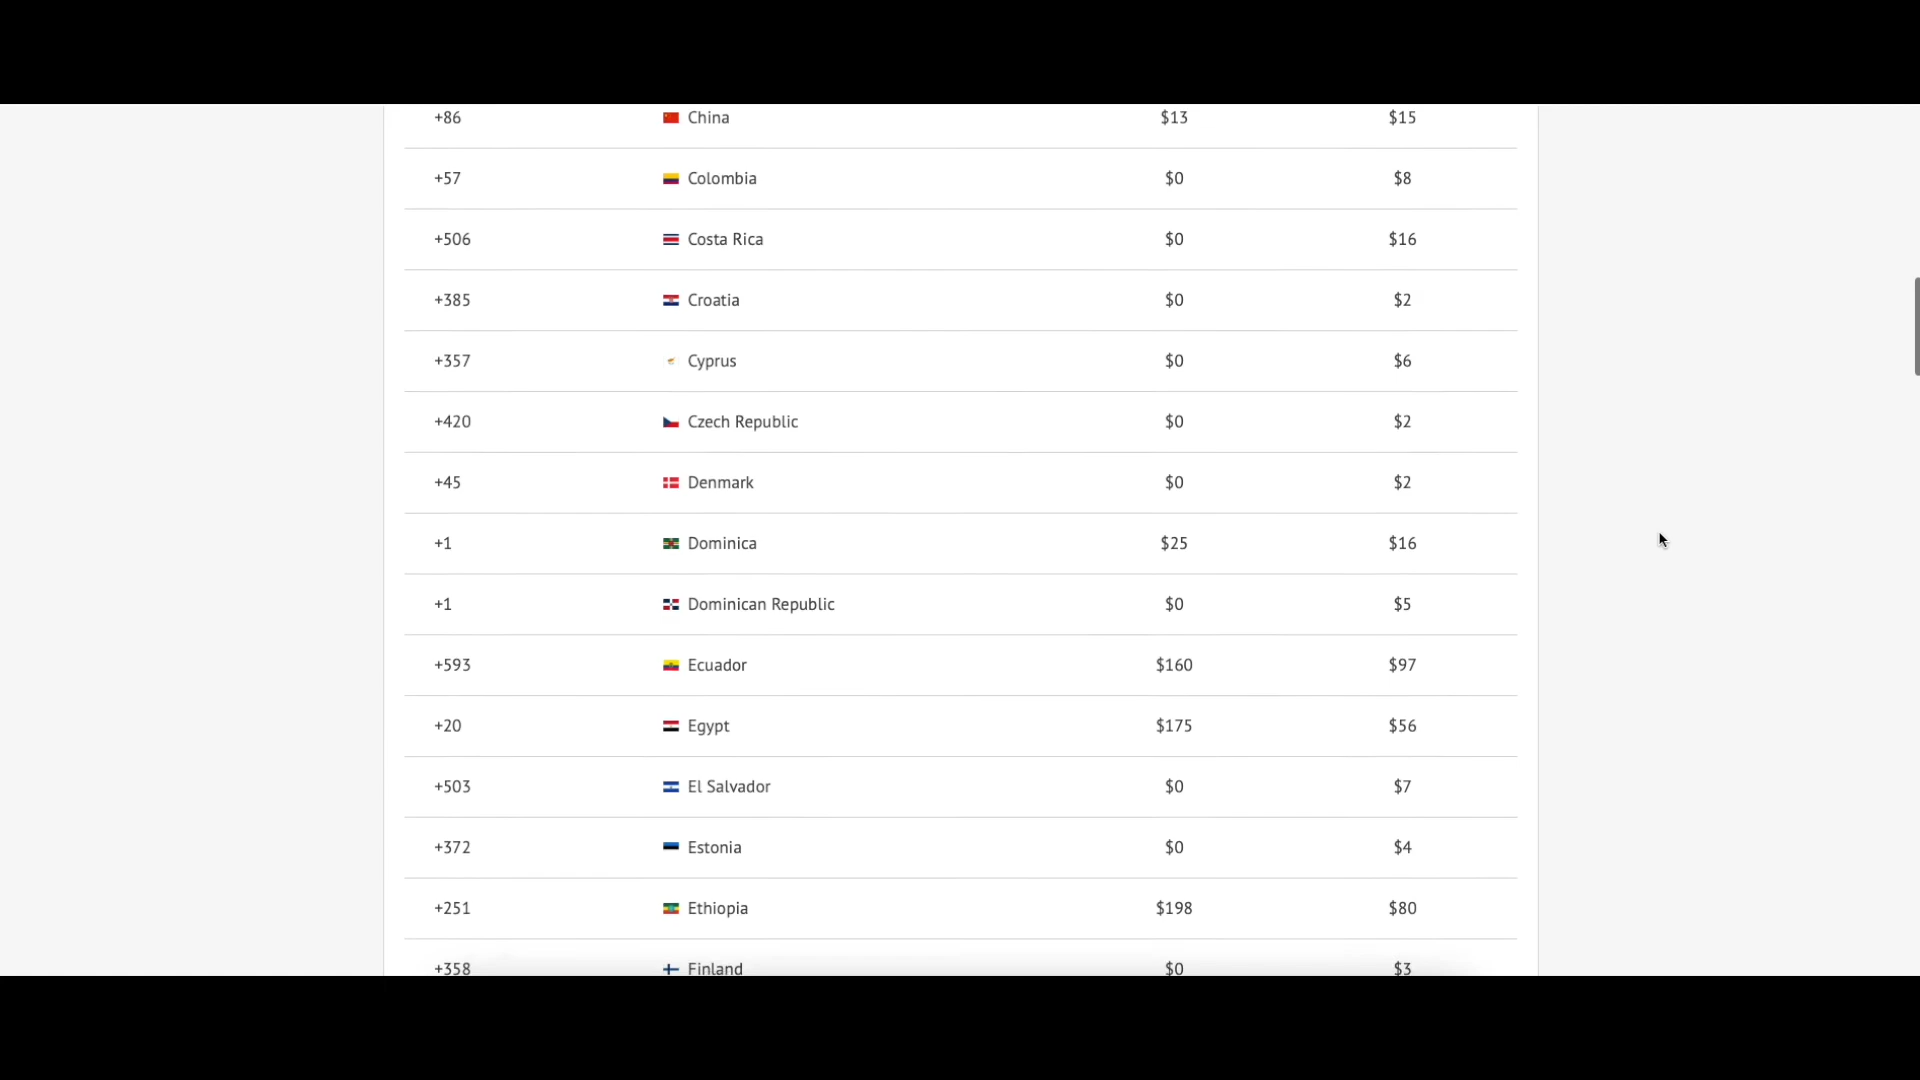 +86 China $13 $15
+57 Colombia $0 $8
+506 Costa Rica $0 $16
+385 Croatia $0 $2
+357 Cyprus $0 $6
+420 Czech Republic $0 $2
+45 Denmark $0 $2
+1 Dominica $25 $16
+1 Dominican Republic $0 $5
+593 Ecuador $160 $97
+20 Egypt $175 $56
+503 El Salvador $0 $7
+372 Estonia $0 $4
+251 Ethiopia $198 $80
+358 Finland $0 $3